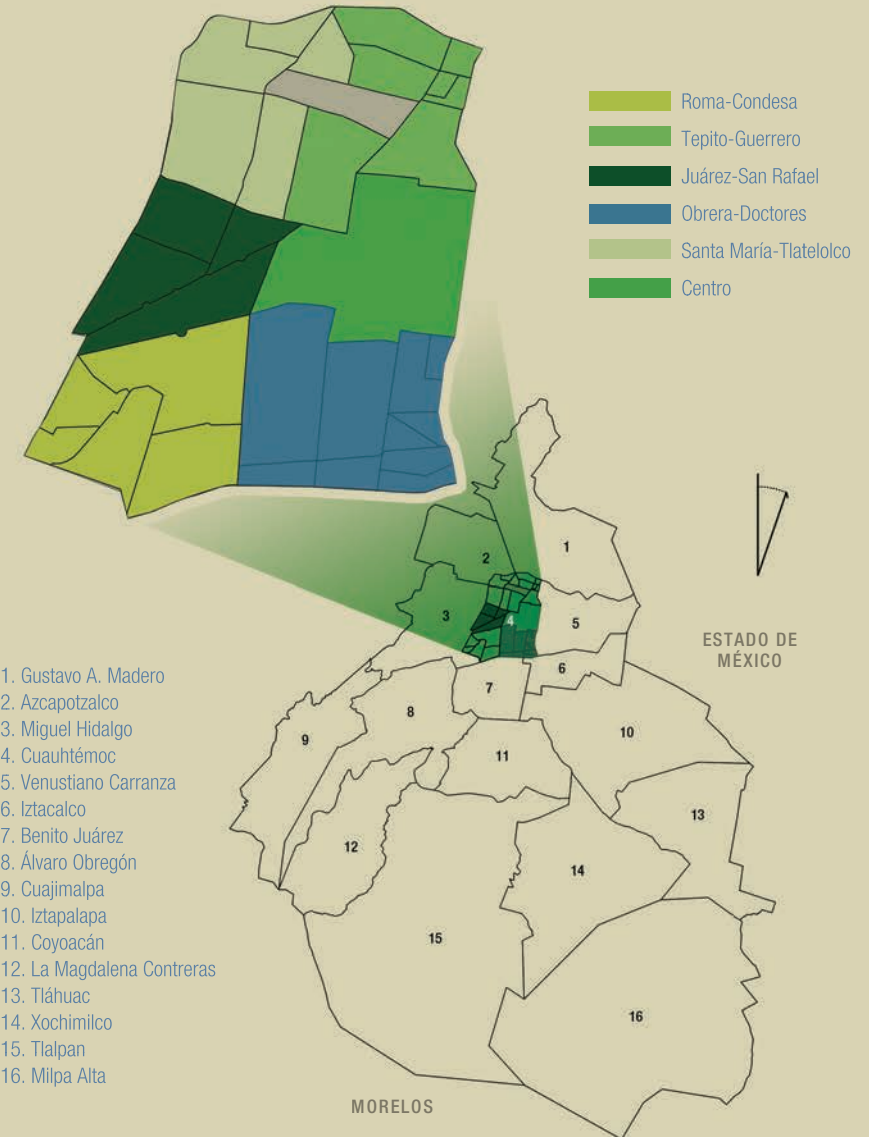 Roma-Condesa
Tepito-Guerrero
Juárez-San Rafael
Obrera-Doctores
Santa María-Tlatelolco
Centro
1
2
3
4
5
6
7
8
9
10
11
12
13
14
15
16
ESTADO DE
MÉXICO
1. Gustavo A. Madero
2. Azcapotzalco
3. Miguel Hidalgo
4. Cuauhtémoc
5. Venustiano Carranza
6. Iztacalco
7. Benito Juárez
8. Álvaro Obregón
9. Cuajimalpa
10. Iztapalapa
11. Coyoacán
12. La Magdalena Contreras
13. Tláhuac
14. Xochimilco
15. Tlalpan
16. Milpa Alta
MORELOS